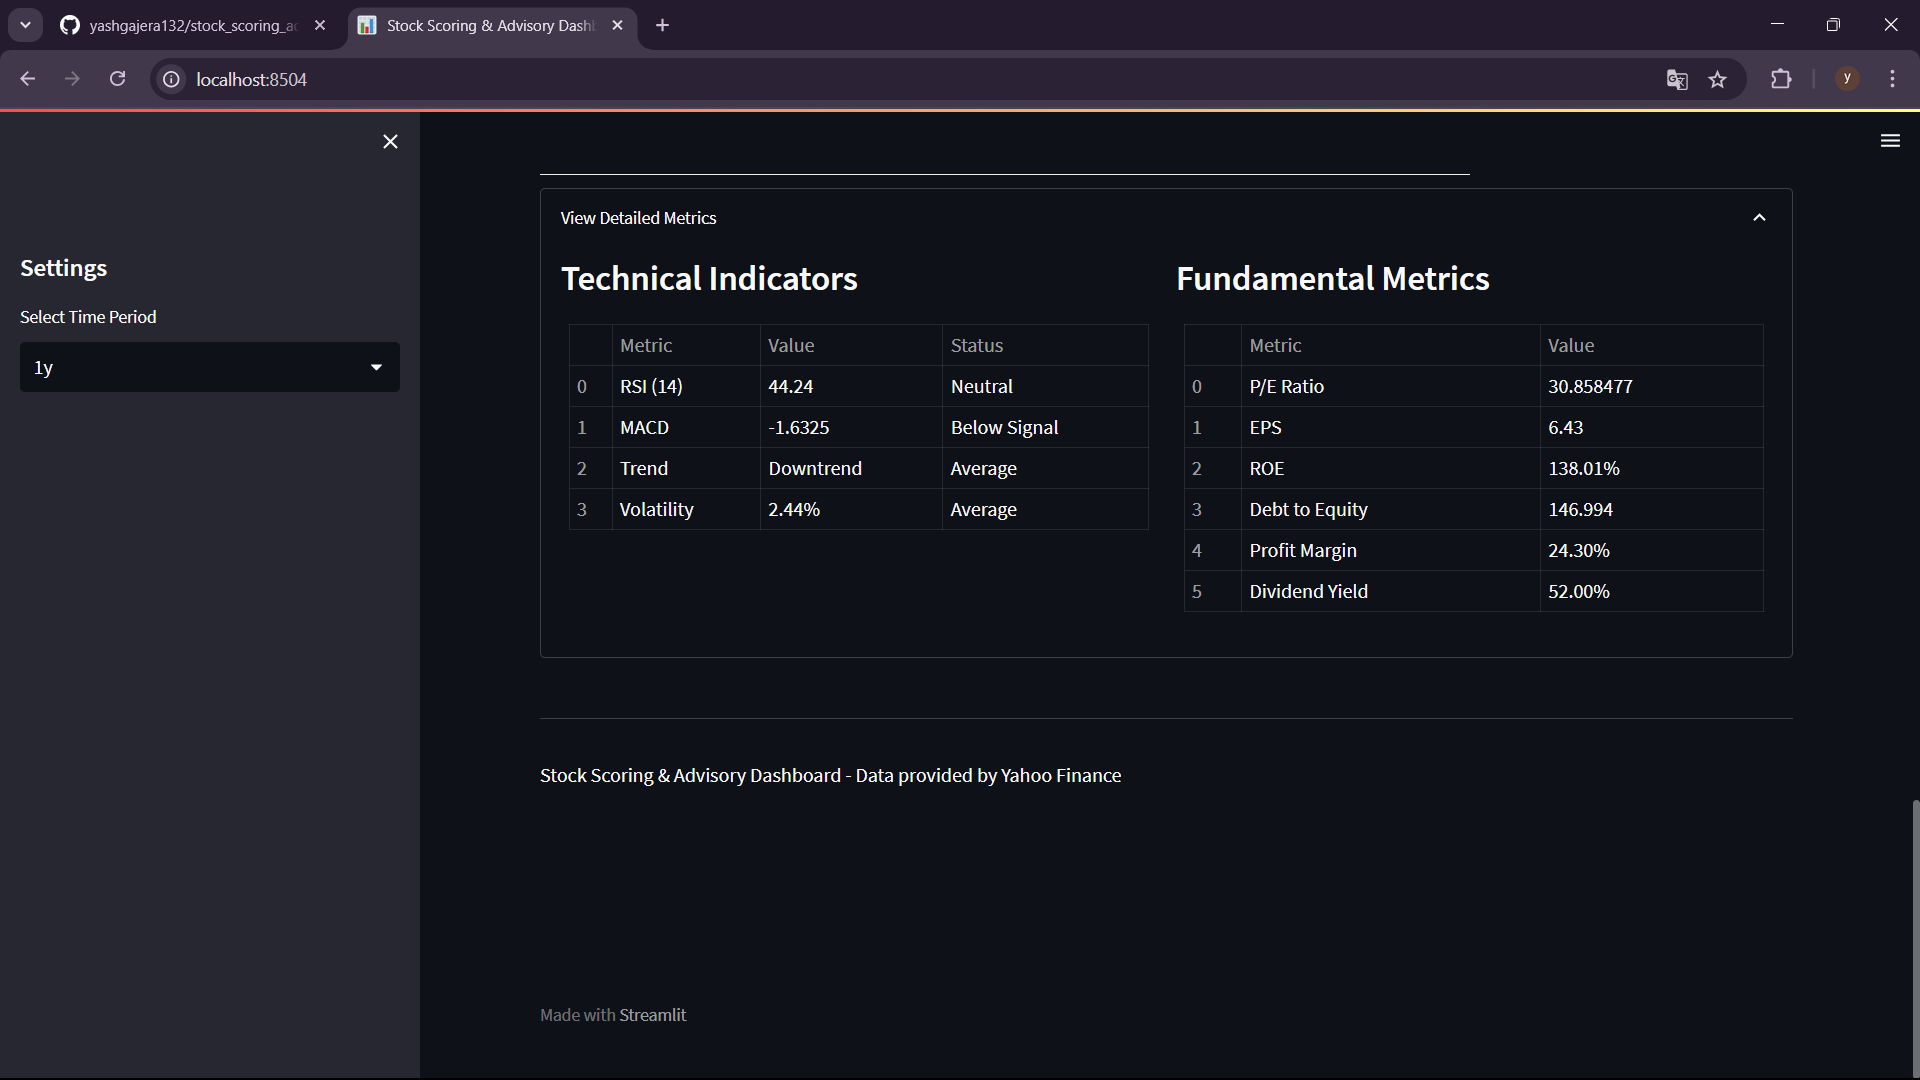 yashgajera132/stock_scoring_a
Stock Scoring & Advisory Dashb
localhost:8504
y
Settings
Select Time Period
1y
View Detailed Metrics
Technical Indicators
Metric Value Status
0 RSI (14) 44.24 Neutral
1 MACD -1.6325 Below Signal
2 Trend Downtrend Average
3 Volatility 2.44% Average
Fundamental Metrics
Metric Value
0 P/E Ratio 30.858477
1 EPS 6.43
2 ROE 138.01%
3 Debt to Equity 146.994
4 Profit Margin 24.30%
5 Dividend Yield 52.00%
Stock Scoring & Advisory Dashboard - Data provided by Yahoo Finance
Made with Streamlit